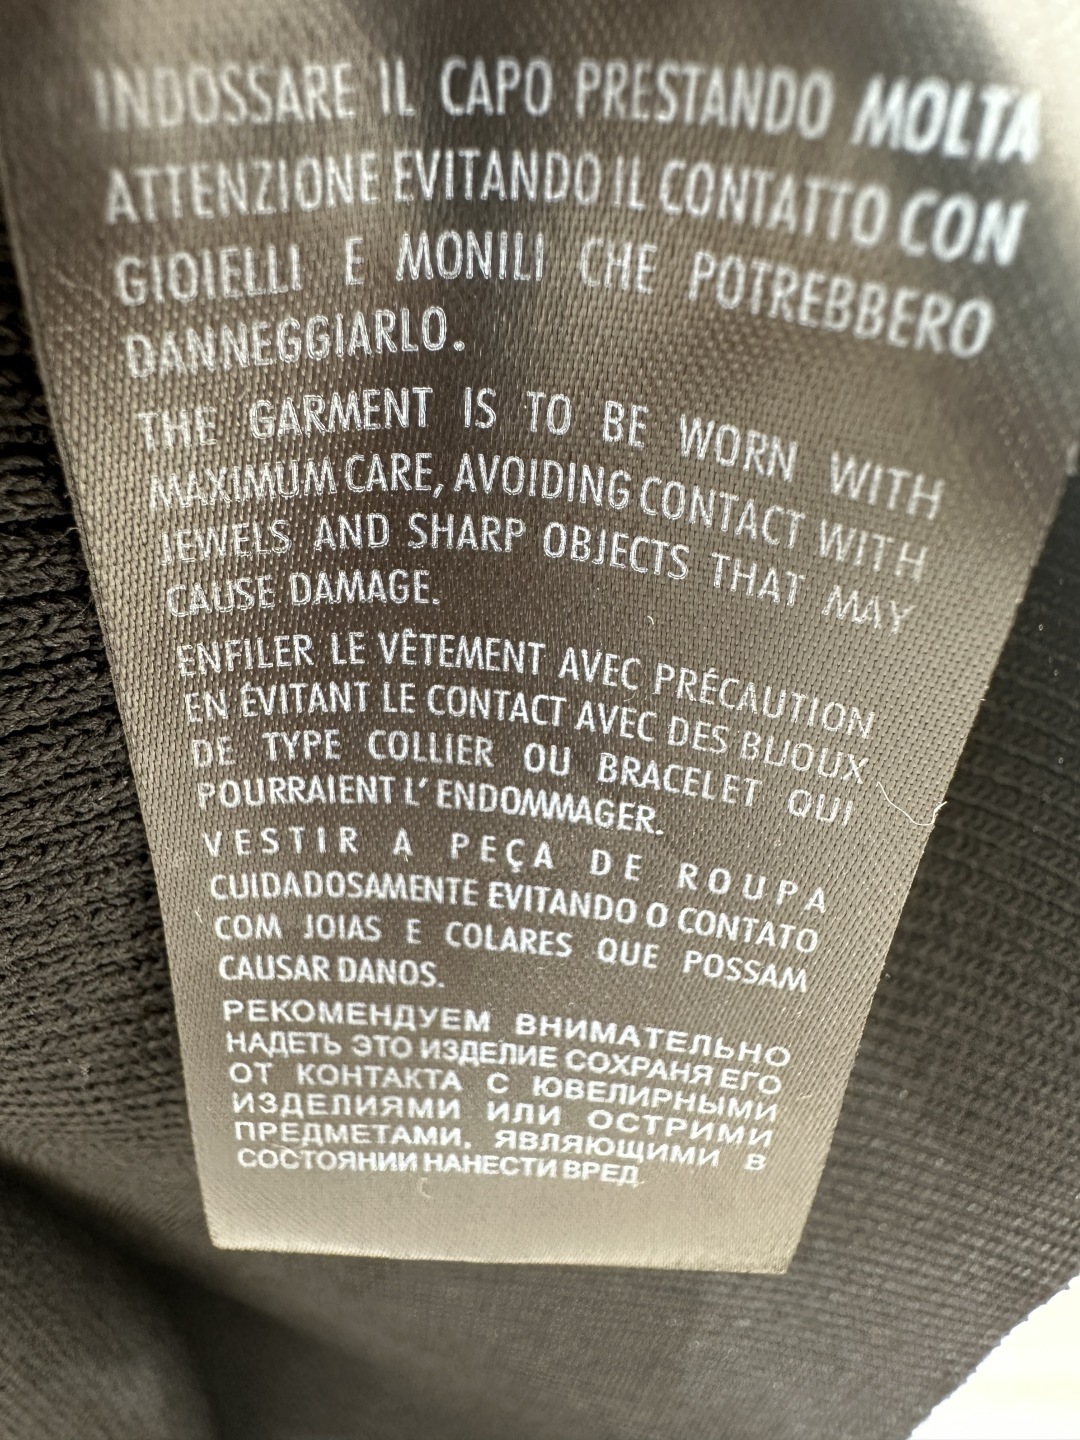 INDOSSARE IL CAPO PRESTANDO MOLTA
ATTENZIONE EVITANDO IL CONTATTO CON
GIOIELLI E MONILI CHE POTREBBERO
DANNEGGIARLO.
THE GARMENT IS TO BE WORN WITH
MAXIMUM CARE, AVOIDING CONTACT WITH
JEWELS AND SHARP OBJECTS THAT MAY
CAUSE DAMAGE.
ENFILER LE VÊTEMENT AVEC PRÉCAUTION
EN ÉVITANT LE CONTACT AVEC DES BIJOUX
DE TYPE COLLIER OU BRACELET QUI
POURRAIENT L'ENDOMMAGER.
VESTIR A PEÇA DE ROUPA
CUIDADOSAMENTE EVITANDO O CONTATO
COM JOIAS E COLARES QUE POSSAM
CAUSAR DANOS.
РЕКОМЕНДУЕМ ВНИМАТЕЛЬНО
НАДЕТЬ ЭТО ИЗДЕЛИЕ СОХРАНЯ ЕГО
ОТ КОНТАКТА С ЮВЕЛИРНЫМИ
ИЗДЕЛИЯМИ ИЛИ ОСТРИМИ
ПРЕДМЕТАМИ, ЯВЛЯЮЩИМИ В
СОСТОЯНИИ НАНЕСТИ ВРЕД